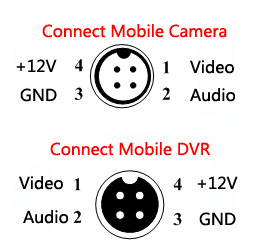 Connect Mobile Camera
+12V 4 1 Video
GND 3 2 Audio
Connect Mobile DVR
Video 1 4 +12V
Audio 2 3 GND